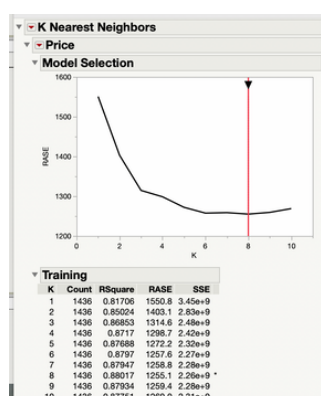 K Nearest Neighbors
Price
Model Selection
1600
1500
1400
1300
1200
RASE
0 2 4 6 8 10
K
Training
K Count RSquare RASE SSE
1 1436 0.81706 1550.8 3.45e+9
2 1436 0.85024 1403.1 2.83e+9
3 1436 0.86853 1314.6 2.48e+9
4 1436 0.8717 1298.7 2.42e+9
5 1436 0.87688 1272.2 2.32e+9
6 1436 0.8797 1257.6 2.27e+9
7 1436 0.87947 1258.8 2.28e+9
8 1436 0.88017 1255.1 2.26e+9 *
9 1436 0.87934 1259.4 2.28e+9